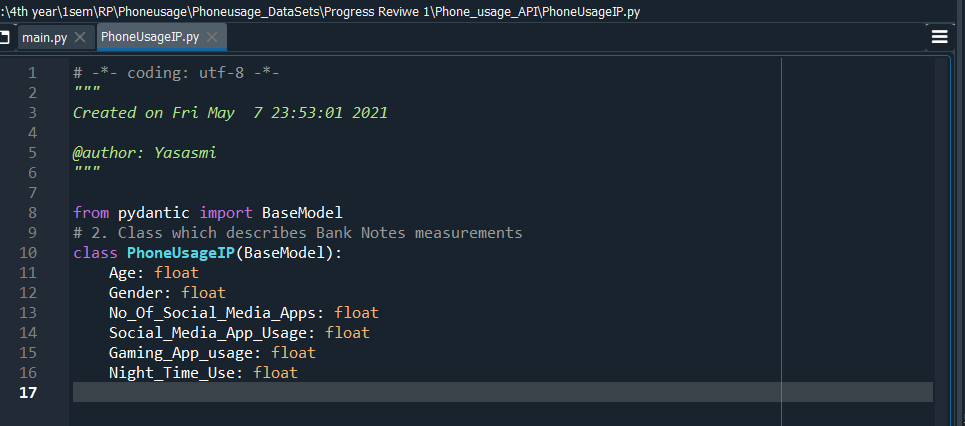 :\4th year\1sem\RP\Phoneusage\Phoneusage_DataSets\Progress Reviwe 1\Phone_usage_API\PhoneUsageIP.py
main.py PhoneUsageIP.py
1 # -*- coding: utf-8 -*-
2 """
3 Created on Fri May  7 23:53:01 2021
4
5 @author: Yasasmi
6 """
7
8 from pydantic import BaseModel
9 # 2. Class which describes Bank Notes measurements
10 class PhoneUsageIP(BaseModel):
11     Age: float
12     Gender: float
13     No_Of_Social_Media_Apps: float
14     Social_Media_App_Usage: float
15     Gaming_App_usage: float
16     Night_Time_Use: float
17